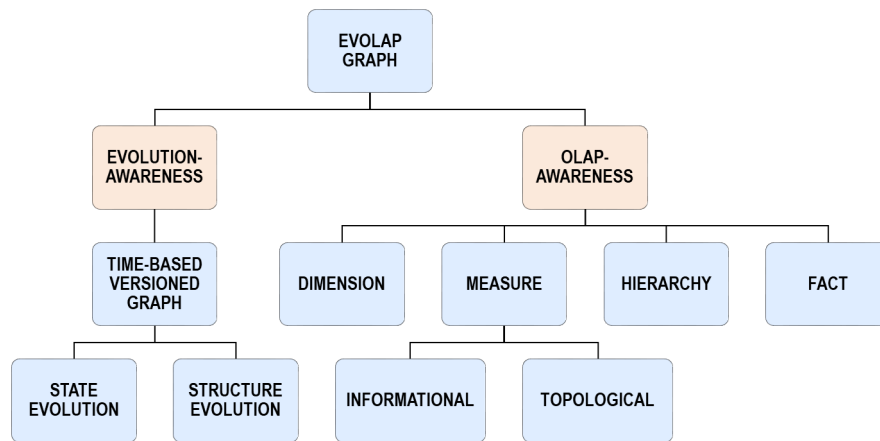 EVOLAP
GRAPH
EVOLUTION-
AWARENESS
OLAP-
AWARENESS
TIME-BASED
VERSIONED
GRAPH
DIMENSION
MEASURE
HIERARCHY
FACT
STATE
EVOLUTION
STRUCTURE
EVOLUTION
INFORMATIONAL
TOPOLOGICAL